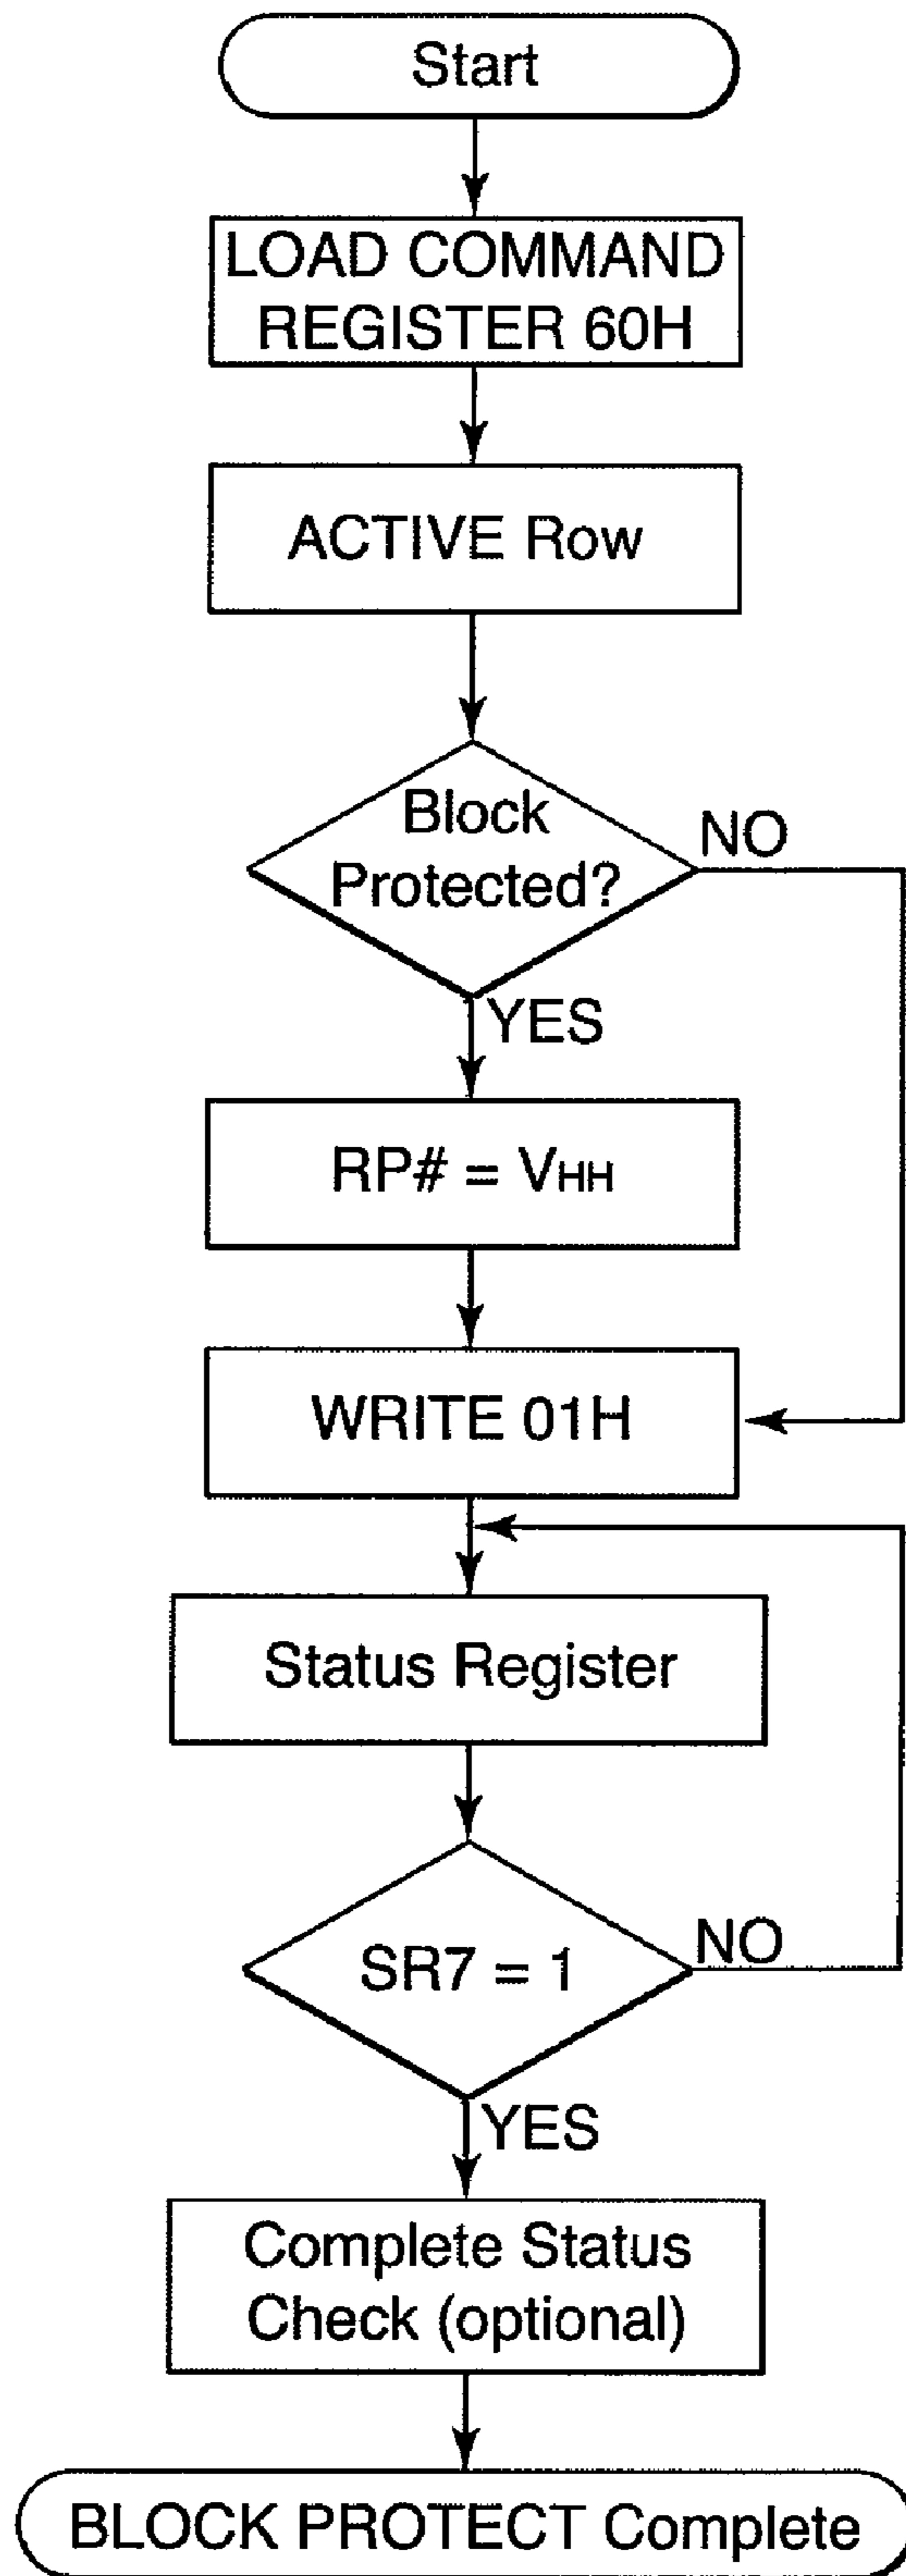 Start
LOAD COMMAND
REGISTER 60H
ACTIVE Row
Block
Protected?
NO
YES
RP# = VHH
WRITE 01H
Status Register
SR7 = 1
NO
YES
Complete Status
Check (optional)
BLOCK PROTECT Complete